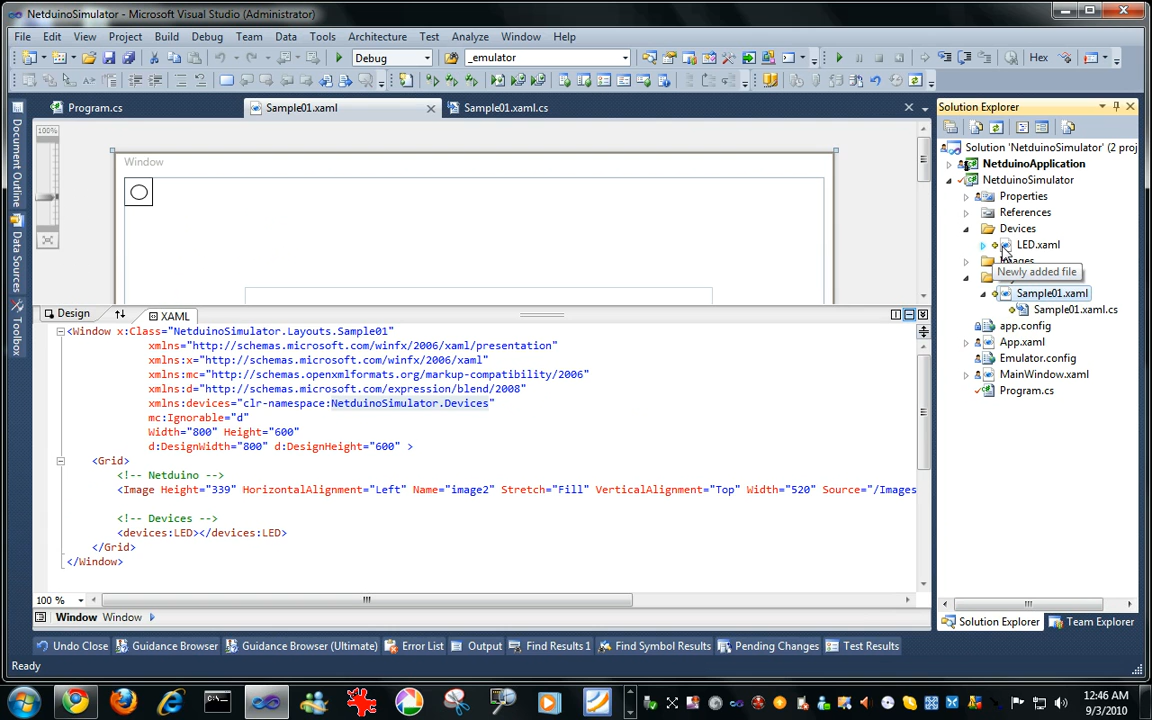 NetduinoSimulator - Microsoft Visual Studio (Administrator)
File Edit View Project Build Debug Team Data Tools Architecture Test Analyze Window Help
Debug _emulator Hex
Program.cs Sample01.xaml Sample01.xaml.cs
Document Outline
Data Sources
Toolbox
100%
Window
Design XAML
<Window x:Class="NetduinoSimulator.Layouts.Sample01"
xmlns="http://schemas.microsoft.com/winfx/2006/xaml/presentation"
xmlns:x="http://schemas.microsoft.com/winfx/2006/xaml"
xmlns:mc="http://schemas.openxmlformats.org/markup-compatibility/2006"
xmlns:d="http://schemas.microsoft.com/expression/blend/2008"
xmlns:devices="clr-namespace:NetduinoSimulator.Devices"
mc:Ignorable="d"
Width="800" Height="600"
d:DesignWidth="800" d:DesignHeight="600" >
<Grid>
<!-- Netduino -->
<Image Height="339" HorizontalAlignment="Left" Name="image2" Stretch="Fill" VerticalAlignment="Top" Width="520" Source="/Images
<!-- Devices -->
<devices:LED></devices:LED>
</Grid>
</Window>
100 %
Window Window
Solution Explorer
Solution 'NetduinoSimulator' (2 proj
NetduinoApplication
NetduinoSimulator
Properties
References
Devices
LED.xaml
Images
Newly added file
Sample01.xaml
Sample01.xaml.cs
app.config
App.xaml
Emulator.config
MainWindow.xaml
Program.cs
Solution Explorer Team Explorer
Undo Close Guidance Browser Guidance Browser (Ultimate) Error List Output Find Results 1 Find Symbol Results Pending Changes Test Results
Ready
12:46 AM
9/3/2010